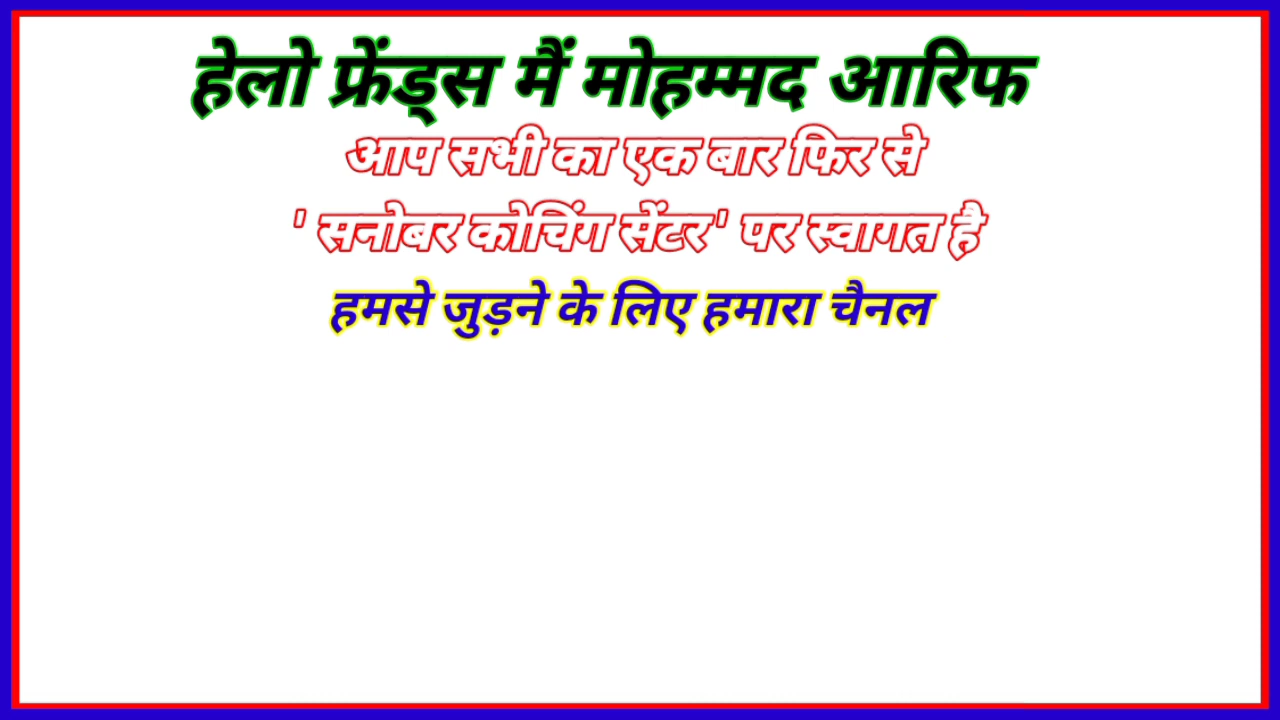 हेलो फ्रेंड्स मैं मोहम्मद आरिफ
आप सभी का एक बार फिर से
' सनोबर कोचिंग सेंटर' पर स्वागत है
हमसे जुड़ने के लिए हमारा चैनल